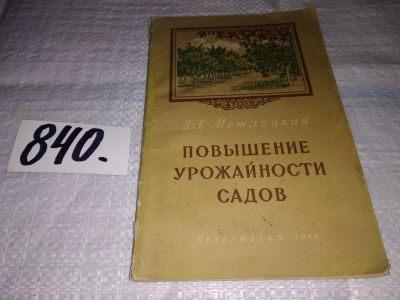 840.
З.А. Метлицкий
ПОВЫШЕНИЕ
УРОЖАЙНОСТИ
САДОВ
Сельхозгиз 1954